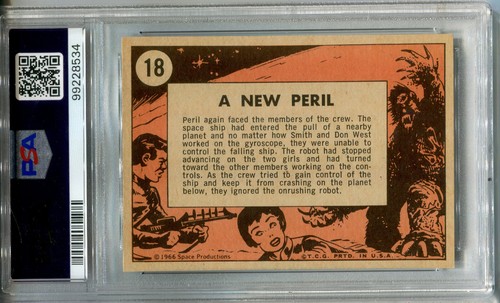 18
A NEW PERIL
Peril again faced the members of the crew. The
space ship had entered the pull of a nearby
planet and no matter how Smith and Don West
worked on the gyroscope, they were unable to
control the falling ship. The robot had stopped
advancing on the two girls and had turned
toward the other members working on the con-
trols. As the crew tried to gain control of the
ship and keep it from crashing on the planet
below, they ignored the onrushing robot.
© 1966 Space Productions
© T.C.G. PRTD. IN U.S.A.
PSA
99228534